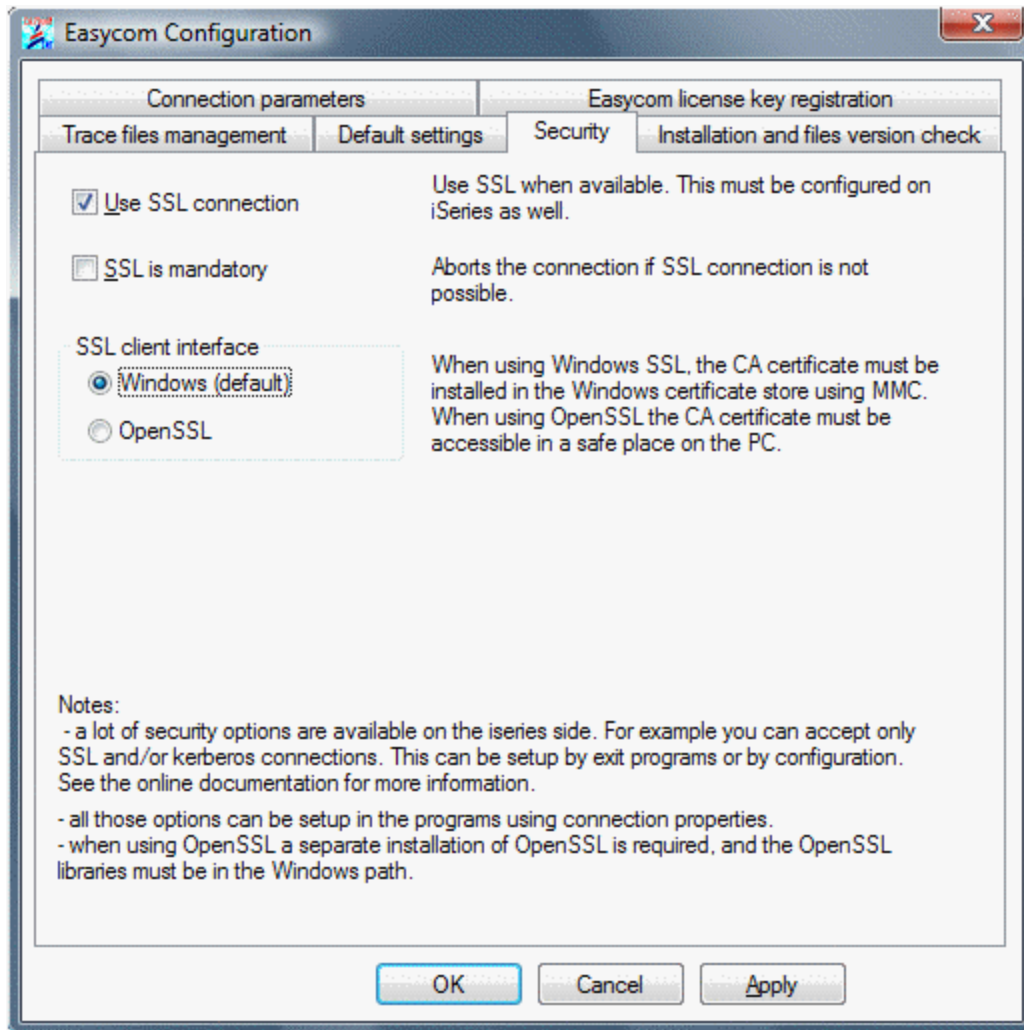 Easycom Configuration
Connection parameters
Easycom license key registration
Trace files management
Default settings
Security
Installation and files version check
Use SSL connection
Use SSL when available. This must be configured on
iSeries as well.
SSL is mandatory
Aborts the connection if SSL connection is not
possible.
SSL client interface
Windows (default)
OpenSSL
When using Windows SSL, the CA certificate must be
installed in the Windows certificate store using MMC.
When using OpenSSL the CA certificate must be
accessible in a safe place on the PC.
Notes:
- a lot of security options are available on the iseries side. For example you can accept only
SSL and/or kerberos connections. This can be setup by exit programs or by configuration.
See the online documentation for more information.
- all those options can be setup in the programs using connection properties.
- when using OpenSSL a separate installation of OpenSSL is required, and the OpenSSL
libraries must be in the Windows path.
OK
Cancel
Apply